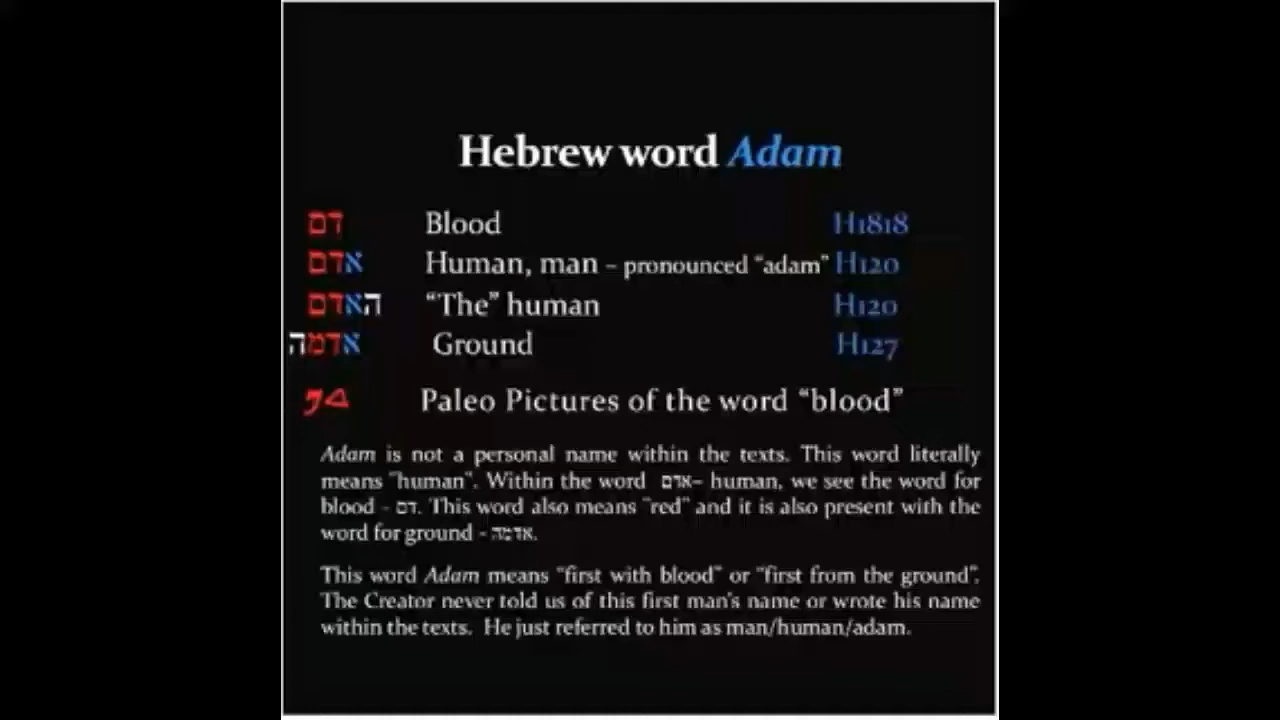 Hebrew word Adam
דם Blood H1818
אדם Human, man – pronounced “adam” H120
האדם “The” human H120
אדמה Ground H127
𐤃𐤌 Paleo Pictures of the word “blood”
Adam is not a personal name within the texts. This word literally
means “human”. Within the word אדם– human, we see the word for
blood - דם. This word also means “red” and it is also present with the
word for ground - אדמה.
This word Adam means “first with blood” or “first from the ground”.
The Creator never told us of this first man's name or wrote his name
within the texts. He just referred to him as man/human/adam.